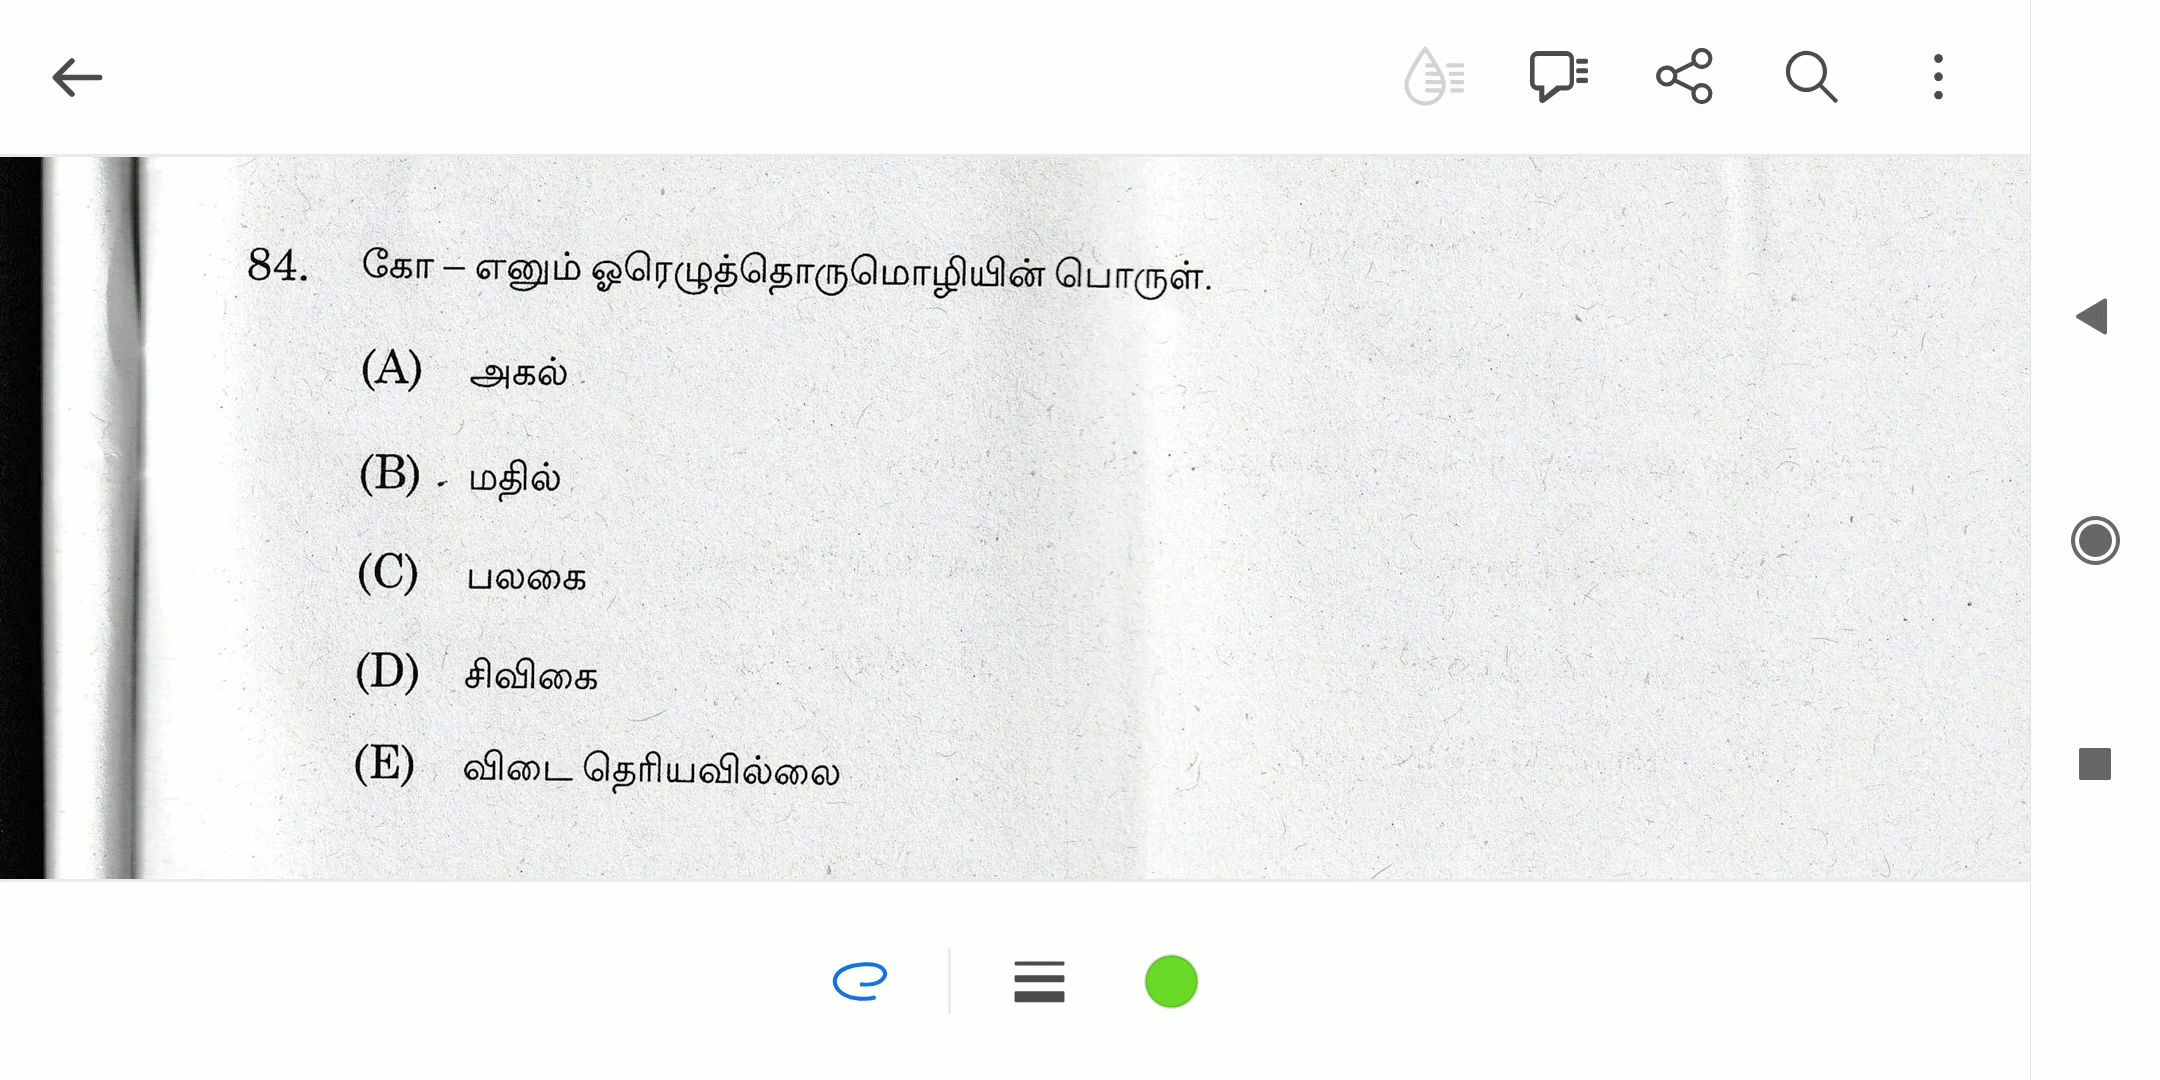 84. கோ – எனும் ஓரெழுத்தொருமொழியின் பொருள்.
(A) அகல்
(B) மதில்
(C) பலகை
(D) சிவிகை
(E) விடை தெரியவில்லை